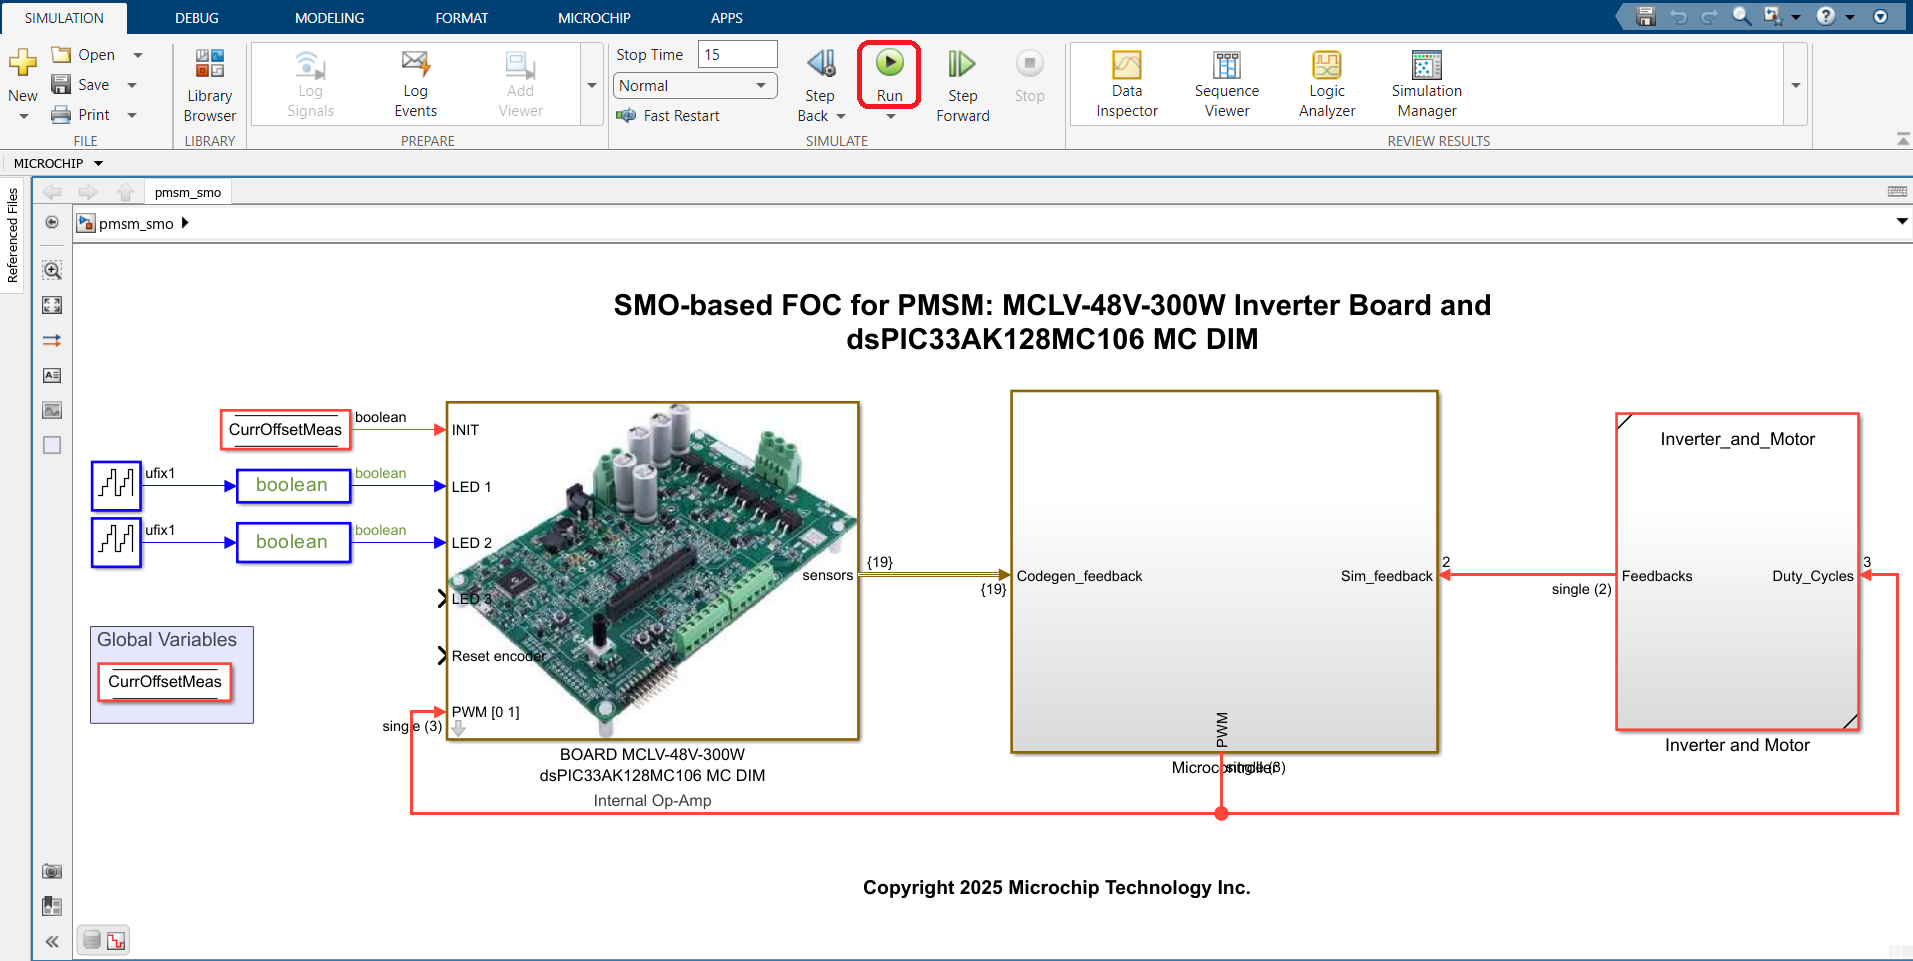 SIMULATION
DEBUG
MODELING
FORMAT
MICROCHIP
APPS
New
Open
Save
Print
FILE
Library
Browser
LIBRARY
Log
Signals
Log
Events
Add
Viewer
PREPARE
Stop Time 15
Normal
Fast Restart
Step
Back
Run
Step
Forward
Stop
SIMULATE
Data
Inspector
Sequence
Viewer
Logic
Analyzer
Simulation
Manager
REVIEW RESULTS
MICROCHIP
Referenced Files
pmsm_smo
pmsm_smo
SMO-based FOC for PMSM: MCLV-48V-300W Inverter Board and
dsPIC33AK128MC106 MC DIM
CurrOffsetMeas
boolean
INIT
ufix1
boolean
boolean
LED 1
ufix1
boolean
boolean
LED 2
LED 3
Reset encoder
PWM [0 1]
single (3)
sensors
{19}
{19}
Global Variables
CurrOffsetMeas
BOARD MCLV-48V-300W
dsPIC33AK128MC106 MC DIM
Internal Op-Amp
Codegen_feedback
Sim_feedback
PWM
Microcontroller
single (3)
2
single (2)
Inverter_and_Motor
Feedbacks
Duty_Cycles
3
Inverter and Motor
Copyright 2025 Microchip Technology Inc.